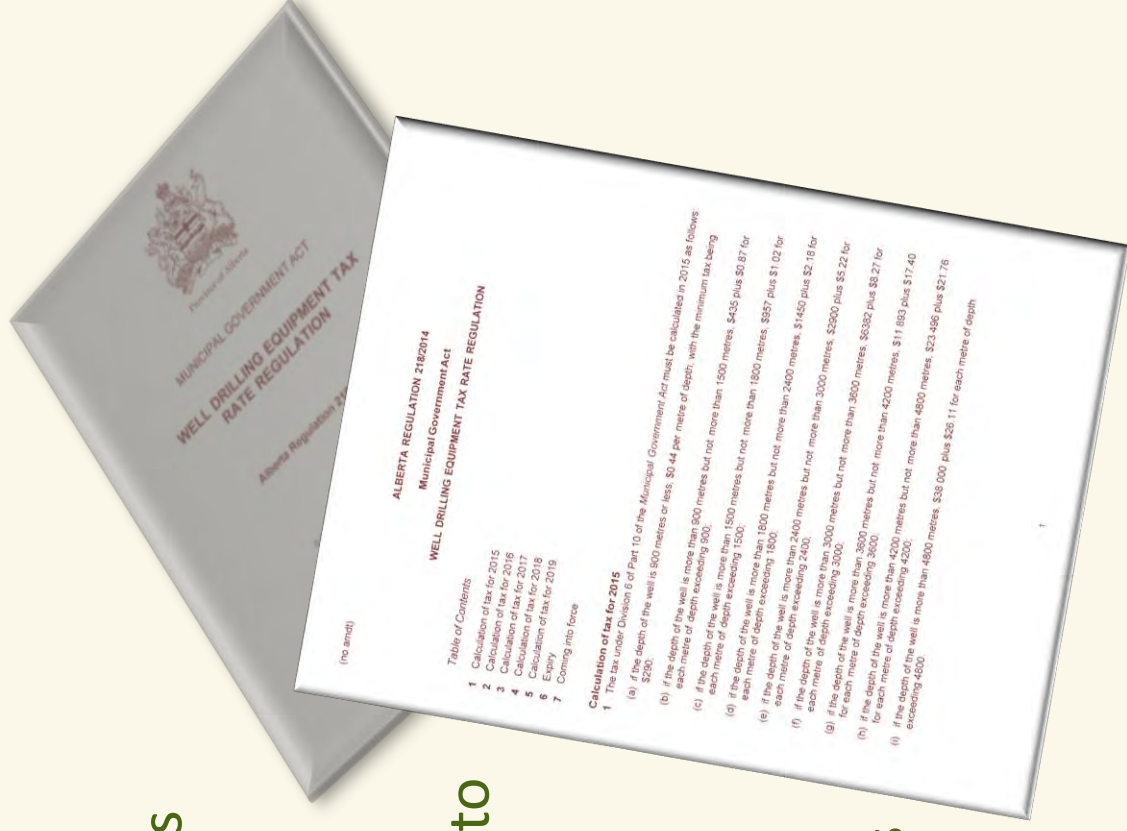 s
to
s
Province of Alberta
MUNICIPAL GOVERNMENT ACT
WELL DRILLING EQUIPMENT TAX
RATE REGULATION
Alberta Regulation 21
(no amdt)
ALBERTA REGULATION 218/2014
Municipal Government Act
WELL DRILLING EQUIPMENT TAX RATE REGULATION
Table of Contents
1 Calculation of tax for 2015
2 Calculation of tax for 2016
3 Calculation of tax for 2017
4 Calculation of tax for 2018
5 Calculation of tax for 2019
6 Expiry
7 Coming into force
Calculation of tax for 2015
1 The tax under Division 6 of Part 10 of the Municipal Government Act must be calculated in 2015 as follows:
(a) if the depth of the well is 900 metres or less, $0.44 per metre of depth, with the minimum tax being
$290;
(b) if the depth of the well is more than 900 metres but not more than 1500 metres, $435 plus $0.87 for
each metre of depth exceeding 900;
(c) if the depth of the well is more than 1500 metres but not more than 1800 metres, $957 plus $1.02 for
each metre of depth exceeding 1500;
(d) if the depth of the well is more than 1800 metres but not more than 2400 metres, $1450 plus $2.18 for
each metre of depth exceeding 1800;
(e) if the depth of the well is more than 2400 metres but not more than 3000 metres, $2900 plus $5.22 for
each metre of depth exceeding 2400;
(f) if the depth of the well is more than 3000 metres but not more than 3600 metres, $6382 plus $8.27 for
each metre of depth exceeding 3000;
(g) if the depth of the well is more than 3600 metres but not more than 4200 metres, $11 893 plus $17.40
for each metre of depth exceeding 3600;
(h) if the depth of the well is more than 4200 metres but not more than 4800 metres, $23 496 plus $21.76
for each metre of depth exceeding 4200;
(i) if the depth of the well is more than 4800 metres, $38 000 plus $26.11 for each metre of depth
exceeding 4800.
1